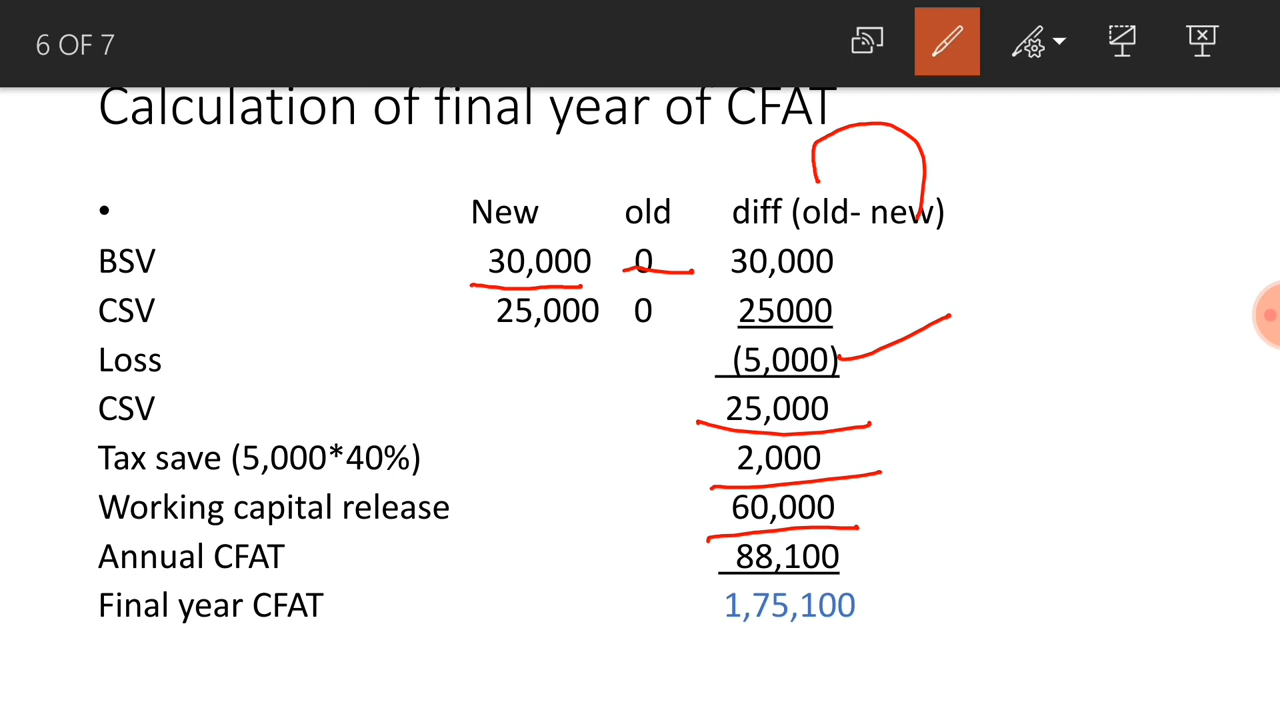 6 OF 7
Calculation of final year of CFAT
• New old diff (old- new)
BSV 30,000 0 30,000
CSV 25,000 0 25000
Loss (5,000)
CSV 25,000
Tax save (5,000*40%) 2,000
Working capital release 60,000
Annual CFAT 88,100
Final year CFAT 1,75,100